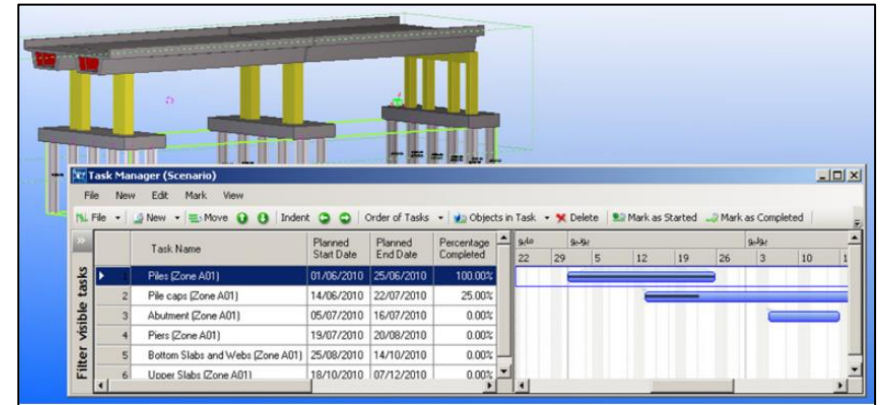 Task Manager (Scenario)
File New Edit Mark View
File New Move Indent Order of Tasks Objects in Task Delete Mark as Started Mark as Completed
Task Name Planned Start Date Planned End Date Percentage Completed مايو يونيو يوليو
22 29 5 12 19 26 3 10 1
1 Piles (Zone A01) 01/06/2010 25/06/2010 100.00%
2 Pile caps (Zone A01) 14/06/2010 22/07/2010 25.00%
3 Abutment (Zone A01) 05/07/2010 16/07/2010 0.00%
4 Piers (Zone A01) 19/07/2010 20/08/2010 0.00%
5 Bottom Slabs and Webs (Zone A01) 25/08/2010 14/10/2010 0.00%
6 Upper Slabs (Zone A01) 18/10/2010 07/12/2010 0.00%
Filter visible tasks